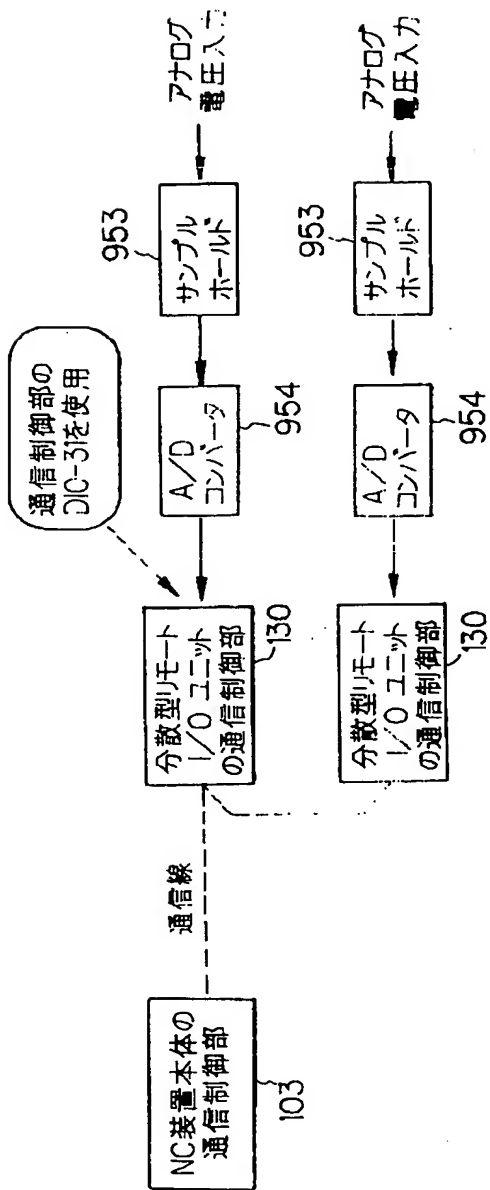 NC装置本体の
通信制御部
103
通信線
通信制御部の
DIC-31を使用
分散型リモート
I/Oユニット
の通信制御部
130
A/D
コンバータ
954
サンプル
ホールド
953
アナログ
電圧入力
分散型リモート
I/Oユニット
の通信制御部
130
A/D
コンバータ
954
サンプル
ホールド
953
アナログ
電圧入力